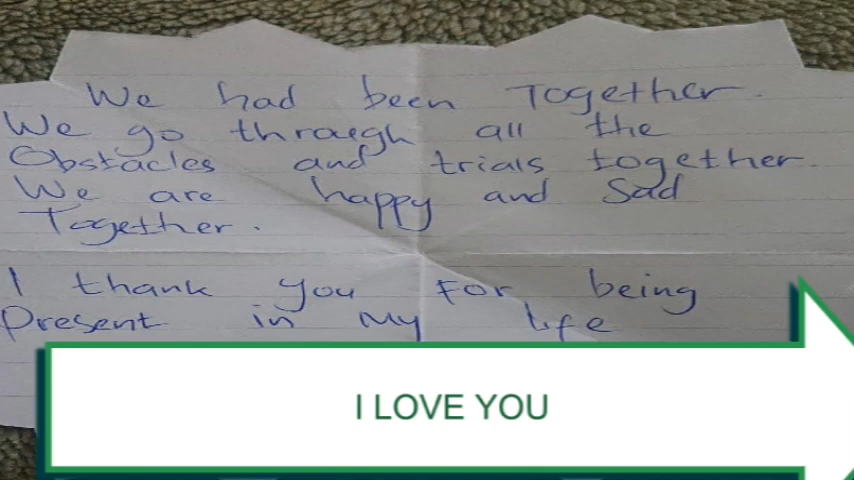 We had been Together.
We go through all the
Obstacles and trials together.
We are happy and Sad
Together.
I thank you For being
Present in My life
I LOVE YOU